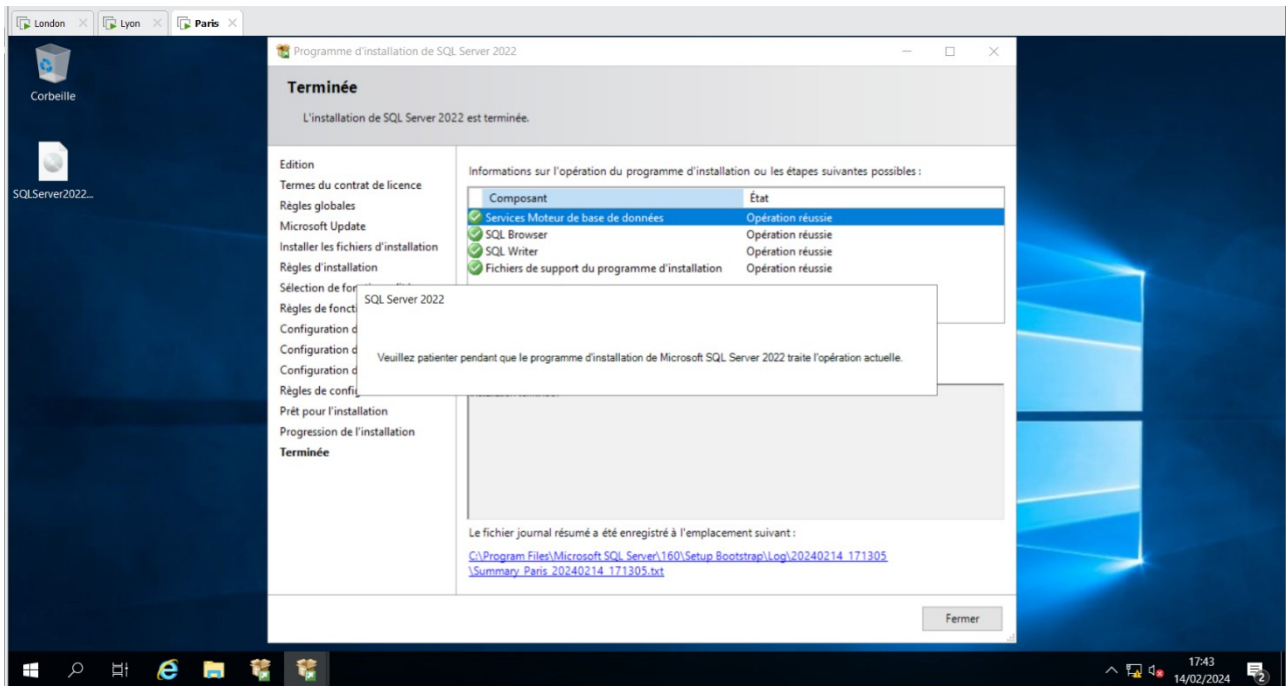 London
Lyon
Paris
Corbeille
SQLServer2022...
Programme d'installation de SQL Server 2022
Terminée
L'installation de SQL Server 2022 est terminée.
Edition
Termes du contrat de licence
Règles globales
Microsoft Update
Installer les fichiers d'installation
Règles d'installation
Sélection de
Règles de
Configuration
Configuration
Configuration
Règles de
Prêt pour l'installation
Progression de l'installation
Terminée
Informations sur l'opération du programme d'installation ou les étapes suivantes possibles :
Composant État
Services Moteur de base de données Opération réussie
SQL Browser Opération réussie
SQL Writer Opération réussie
Fichiers de support du programme d'installation Opération réussie
SQL Server 2022
Veuillez patienter pendant que le programme d'installation de Microsoft SQL Server 2022 traite l'opération actuelle.
Le fichier journal résumé a été enregistré à l'emplacement suivant :
C:\Program Files\Microsoft SQL Server\160\Setup Bootstrap\Log\20240214_171305
\Summary_Paris_20240214_171305.txt
Fermer
17:43
14/02/2024
2